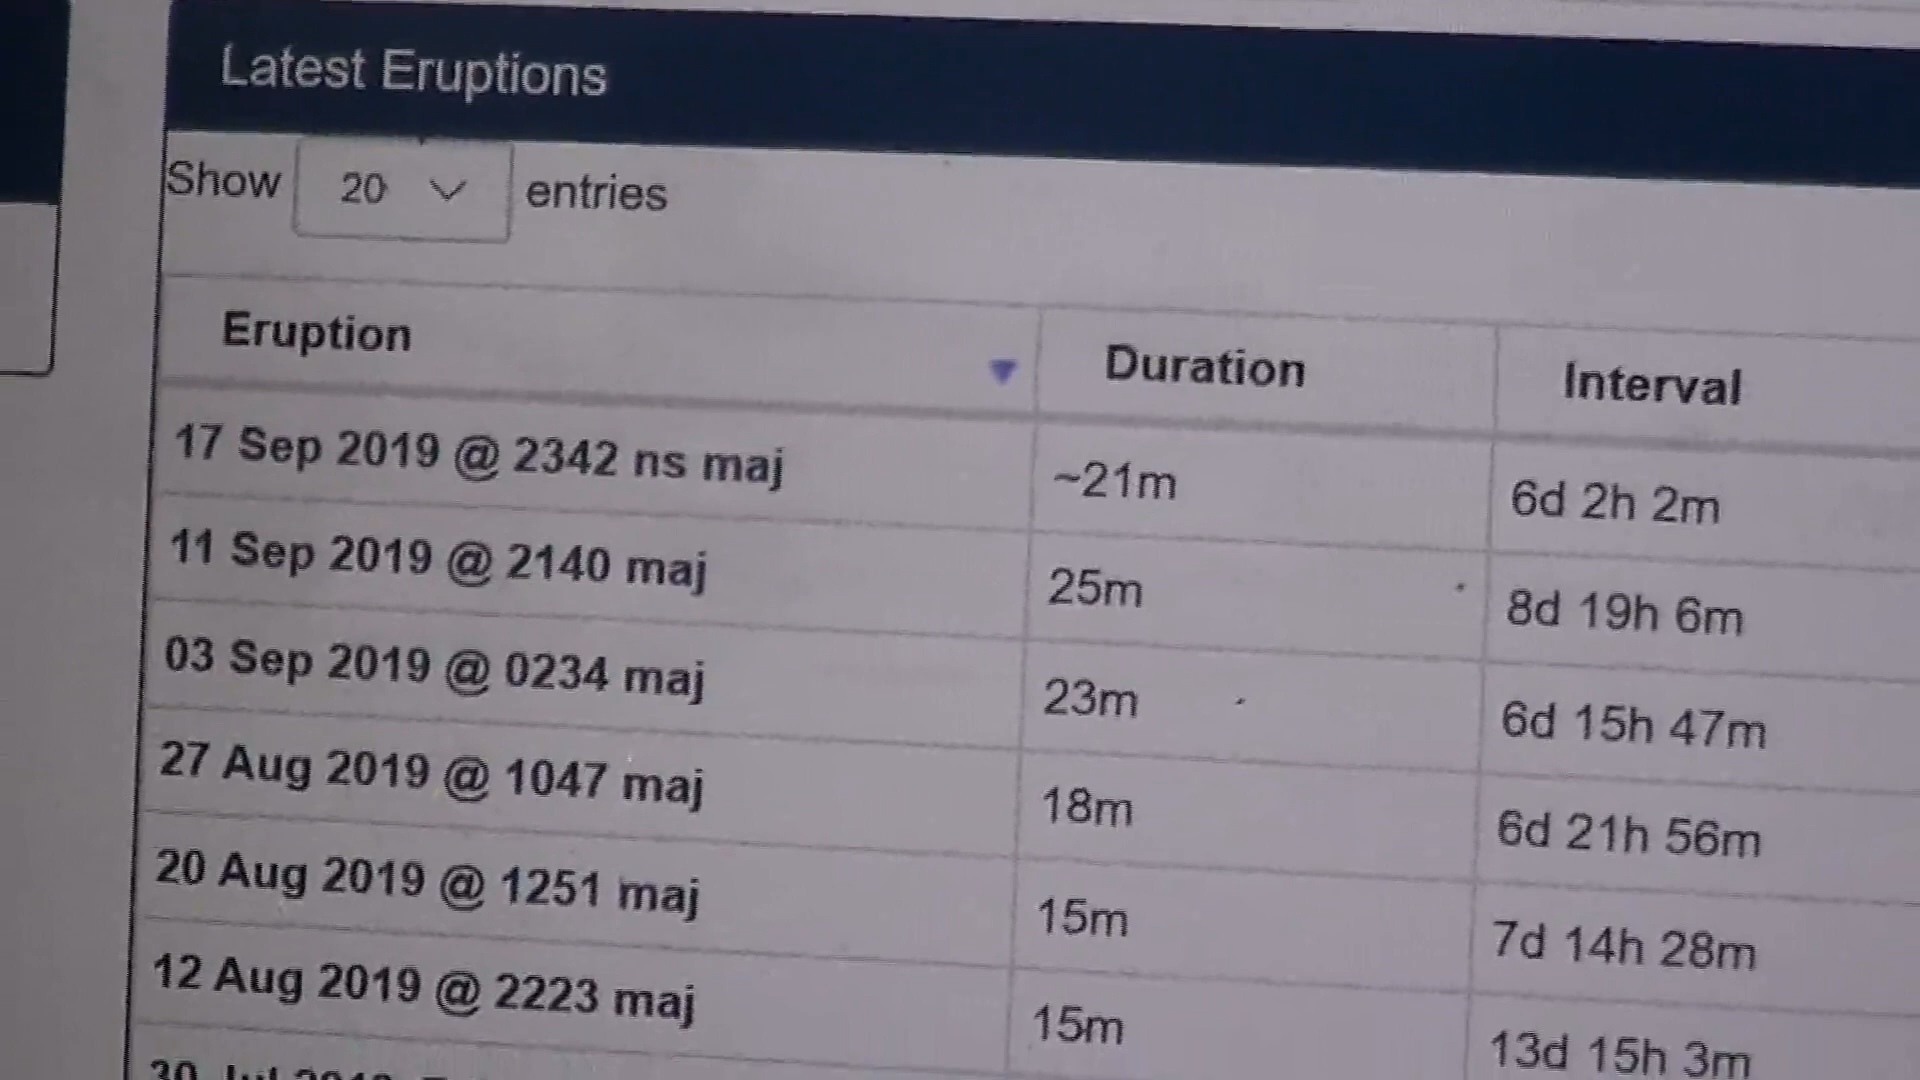 Latest Eruptions
Show 20 entries
Eruption Duration Interval
17 Sep 2019 @ 2342 ns maj ~21m 6d 2h 2m
11 Sep 2019 @ 2140 maj 25m 8d 19h 6m
03 Sep 2019 @ 0234 maj 23m 6d 15h 47m
27 Aug 2019 @ 1047 maj 18m 6d 21h 56m
20 Aug 2019 @ 1251 maj 15m 7d 14h 28m
12 Aug 2019 @ 2223 maj 15m 13d 15h 3m
30 Jul 2019